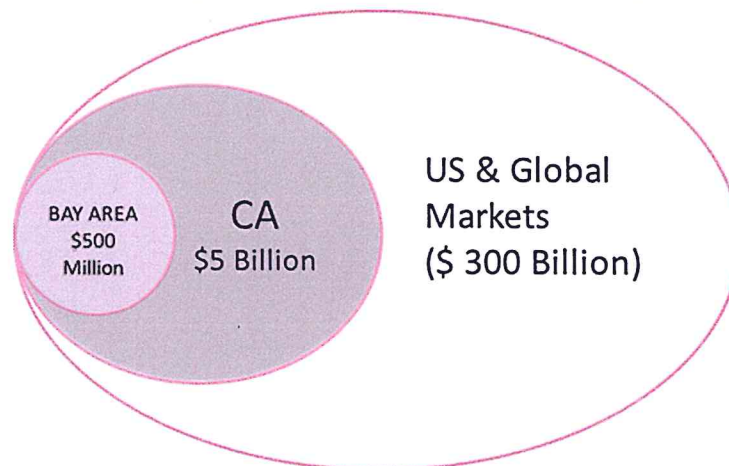 BAY AREA
$500
Million
CA
$5 Billion
US & Global
Markets
($ 300 Billion)